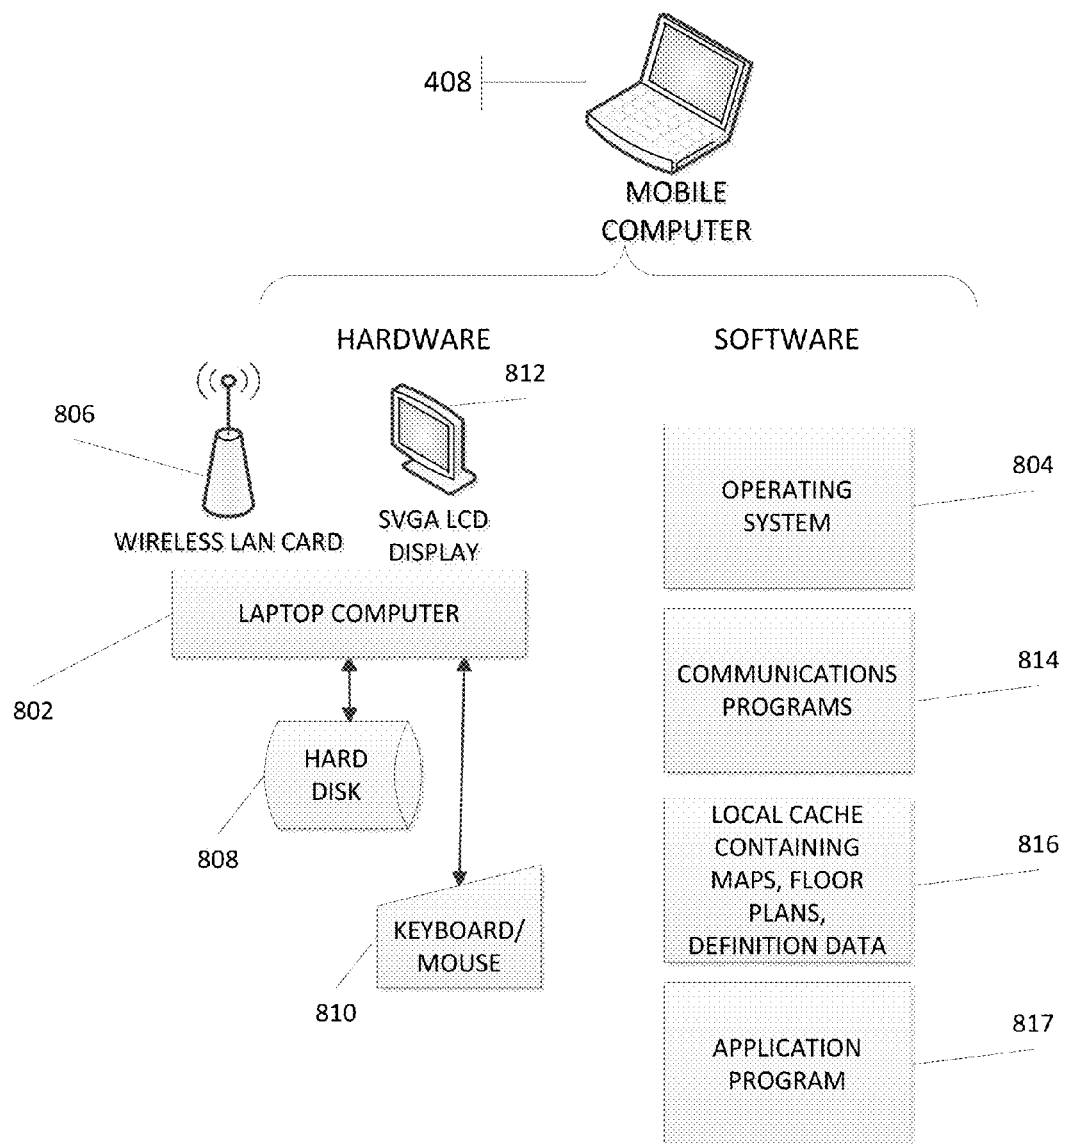 408
MOBILE
COMPUTER
HARDWARE
SOFTWARE
812
806
804
WIRELESS LAN CARD
SVGA LCD
DISPLAY
OPERATING
SYSTEM
LAPTOP COMPUTER
802
COMMUNICATIONS
PROGRAMS
814
HARD
DISK
808
LOCAL CACHE
CONTAINING
MAPS, FLOOR
PLANS,
DEFINITION DATA
816
KEYBOARD/
MOUSE
810
APPLICATION
PROGRAM
817